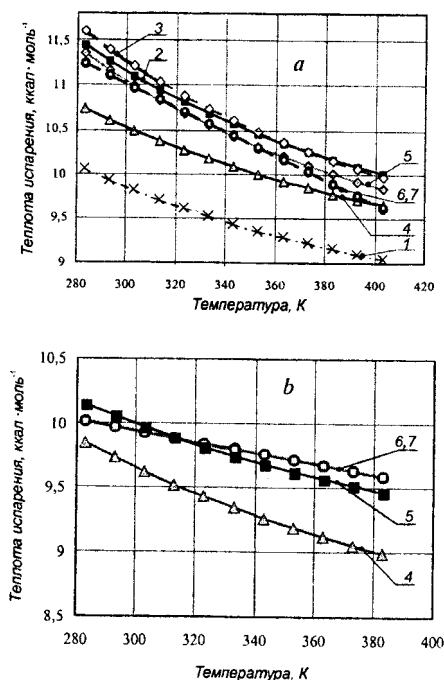 Теплота испарения, ккал·моль⁻¹
11,5
11
10,5
10
9,5
9
a
3
2
5
6,7
4
1
280 300 320 340 360 380 400 420
Температура, К
Теплота испарения, ккал·моль⁻¹
10,5
10
9,5
9
8,5
b
6,7
5
4
280 300 320 340 360 380 400
Температура, К